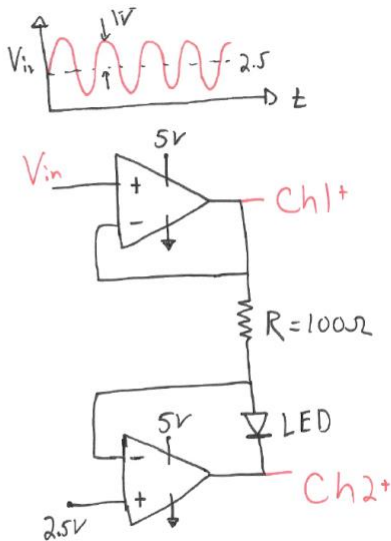 1V
Vin
2.5
t
5V
Vin
+
Ch1+
-
R=100Ω
5V
LED
-
+
Ch2+
2.5V